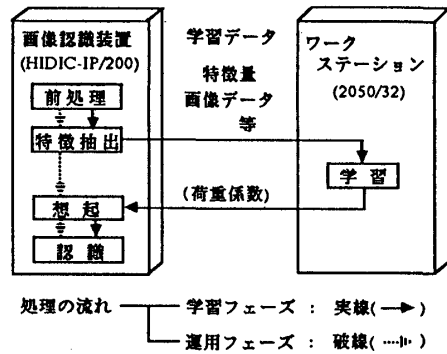 画像認識装置
(HIDIC-IP/200)
前処理
特徴抽出
想起
認識
学習データ
特徴量
画像データ
等
(荷重係数)
ワーク
ステーション
(2050/32)
学習
処理の流れ
学習フェーズ : 実線( )
運用フェーズ : 破線( )